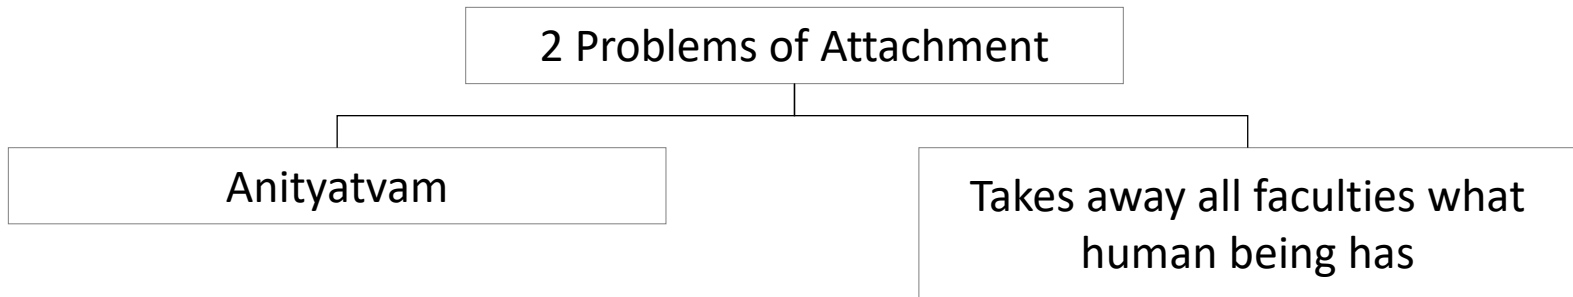 2 Problems of Attachment
Anityatvam
Takes away all faculties what
human being has